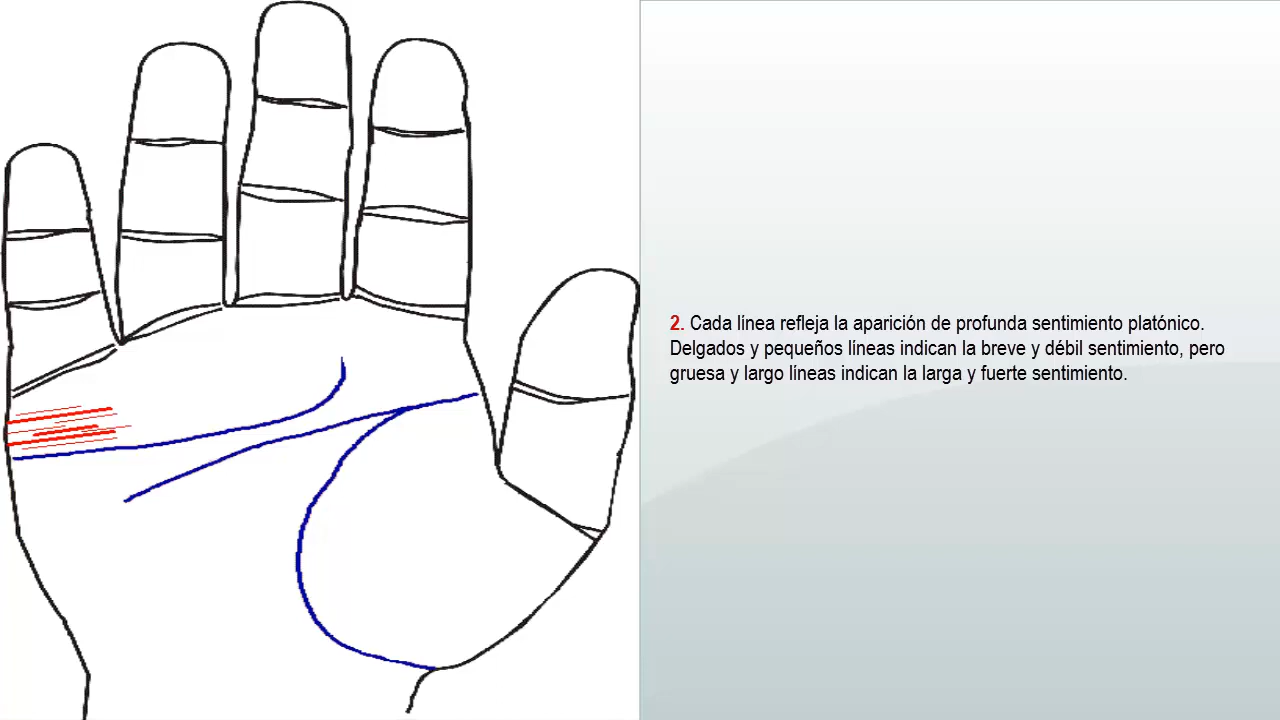 2. Cada línea refleja la aparición de profunda sentimiento platónico.
Delgados y pequeños líneas indican la breve y débil sentimiento, pero
gruesa y largo líneas indican la larga y fuerte sentimiento.